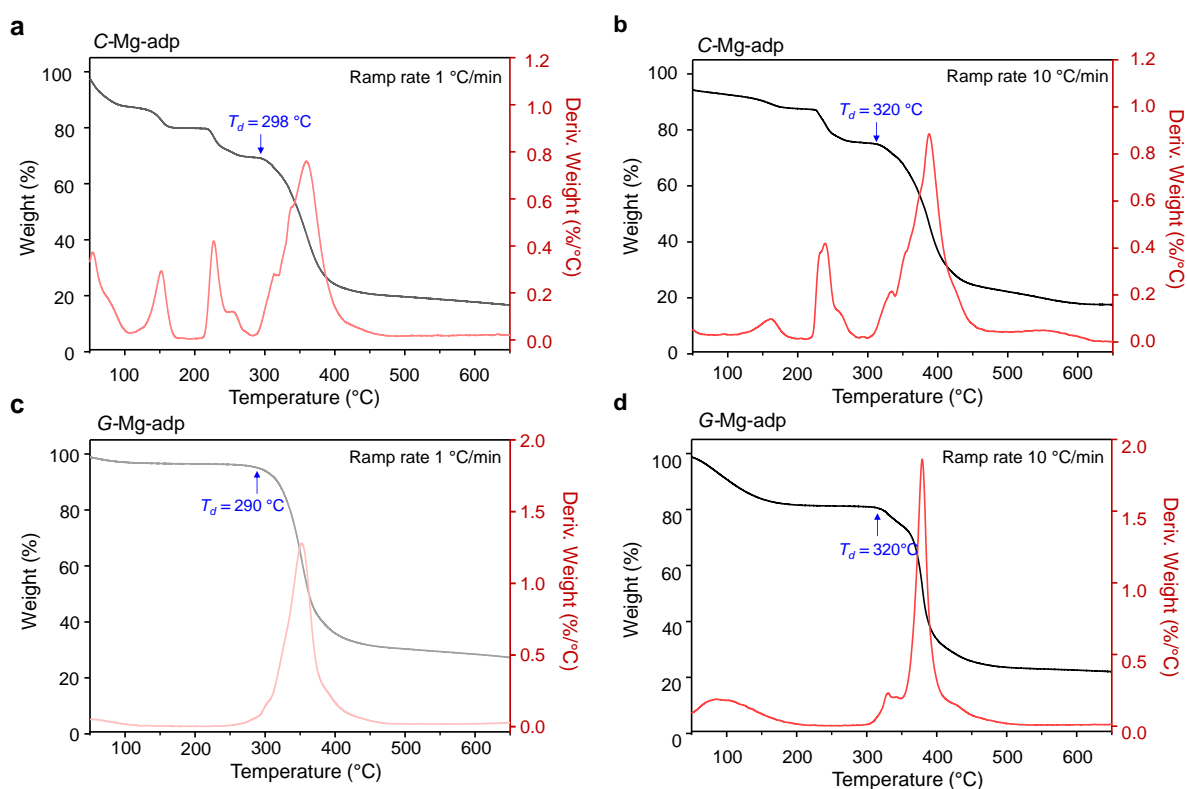 a
C-Mg-adp
Ramp rate 1 °C/min
T_d = 298 °C
Weight (%)
100
80
60
40
20
0
Deriv. Weight (%/°C)
1.2
1.0
0.8
0.6
0.4
0.2
0.0
100 200 300 400 500 600
Temperature (°C)
b
C-Mg-adp
Ramp rate 10 °C/min
T_d = 320 °C
Weight (%)
100
80
60
40
20
0
Deriv. Weight (%/°C)
1.2
1.0
0.8
0.6
0.4
0.2
0.0
100 200 300 400 500 600
Temperature (°C)
c
G-Mg-adp
Ramp rate 1 °C/min
T_d = 290 °C
Weight (%)
100
80
60
40
20
0
Deriv. Weight (%/°C)
2.0
1.5
1.0
0.5
0.0
100 200 300 400 500 600
Temperature (°C)
d
G-Mg-adp
Ramp rate 10 °C/min
T_d = 320°C
Weight (%)
100
80
60
40
20
0
Deriv. Weight (%/°C)
2.0
1.5
1.0
0.5
0.0
100 200 300 400 500 600
Temperature (°C)